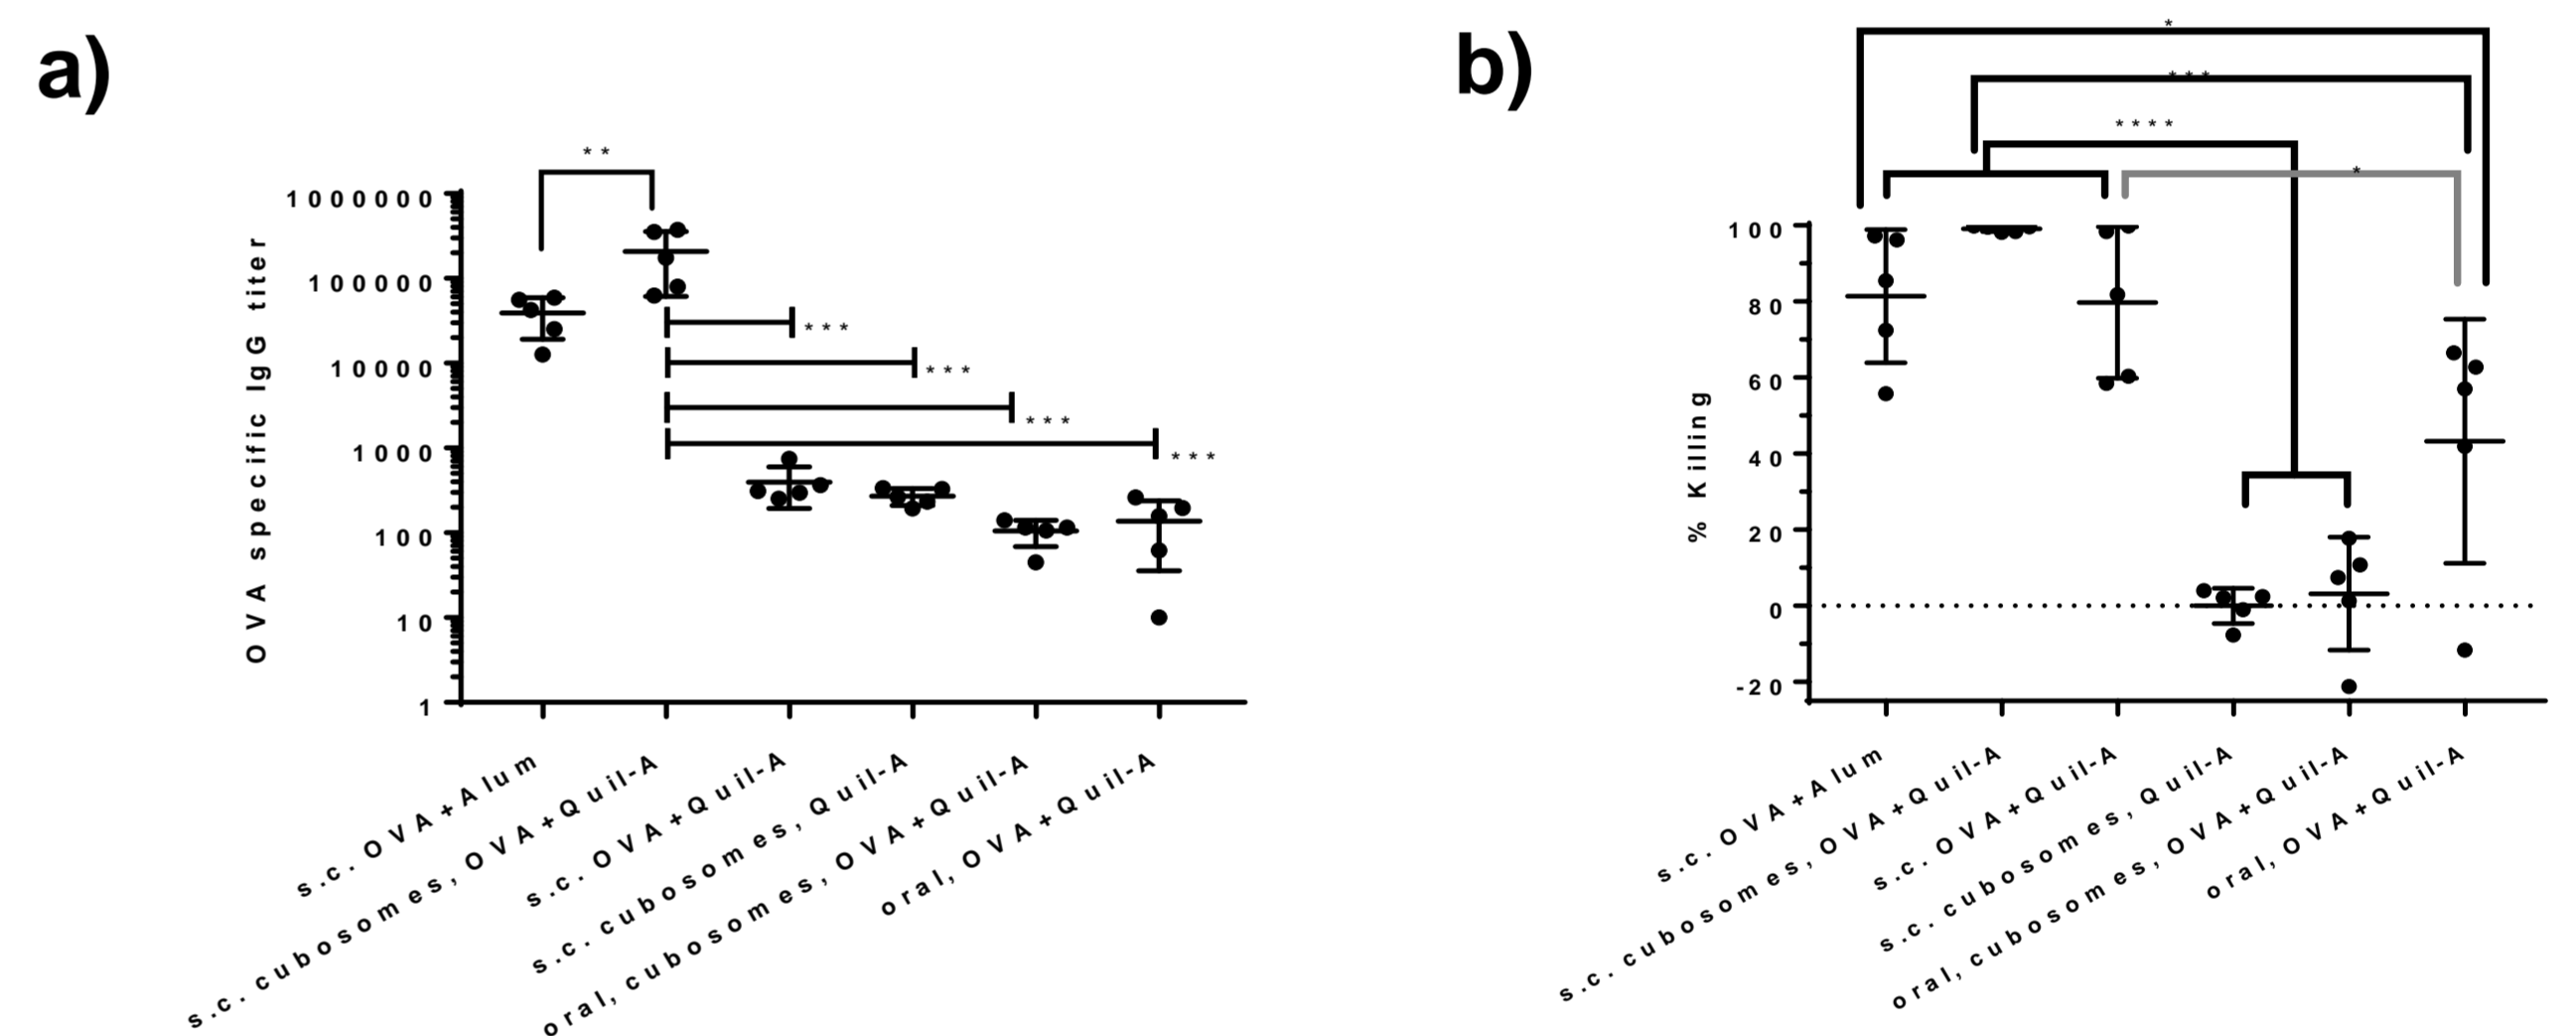 a)
**
OVA specific IgG titer
1000000
100000
10000
1000
100
10
1
***
***
***
***
s.c. OVA+Alum
s.c. cubosomes, OVA+Quil-A
s.c. OVA+Quil-A
s.c. cubosomes, Quil-A
oral, cubosomes, OVA+Quil-A
oral, OVA+Quil-A
b)
*
***
****
*
% Killing
100
80
60
40
20
0
-20
s.c. OVA+Alum
s.c. cubosomes, OVA+Quil-A
s.c. OVA+Quil-A
s.c. cubosomes, Quil-A
oral, cubosomes, OVA+Quil-A
oral, OVA+Quil-A